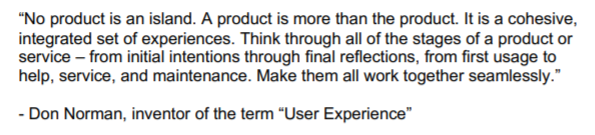 “No product is an island. A product is more than the product. It is a cohesive,
integrated set of experiences. Think through all of the stages of a product or
service – from initial intentions through final reflections, from first usage to
help, service, and maintenance. Make them all work together seamlessly.”
- Don Norman, inventor of the term “User Experience”